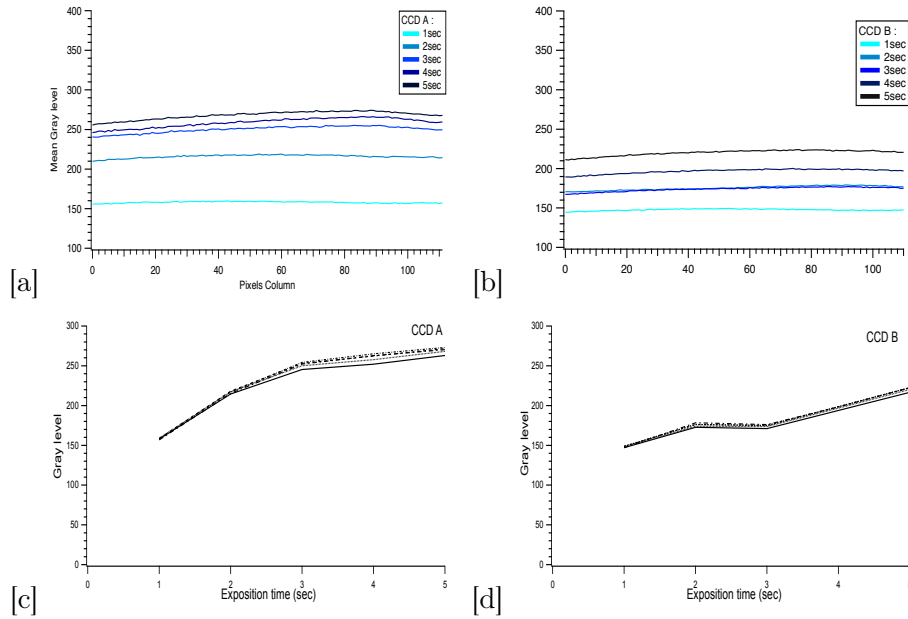 400
350
300
250
200
150
100
Mean Gray level
0 20 40 60 80 100
Pixels Column
CCD A :
1sec
2sec
3sec
4sec
5sec
[a]
400
350
300
250
200
150
100
0 20 40 60 80 100
CCD B :
1sec
2sec
3sec
4sec
5sec
[b]
300
250
200
150
100
50
0
Gray level
0 1 2 3 4 5
Exposition time (sec)
CCD A
[c]
300
250
200
150
100
50
0
Gray level
0 1 2 3 4 5
Exposition time (sec)
CCD B
[d]